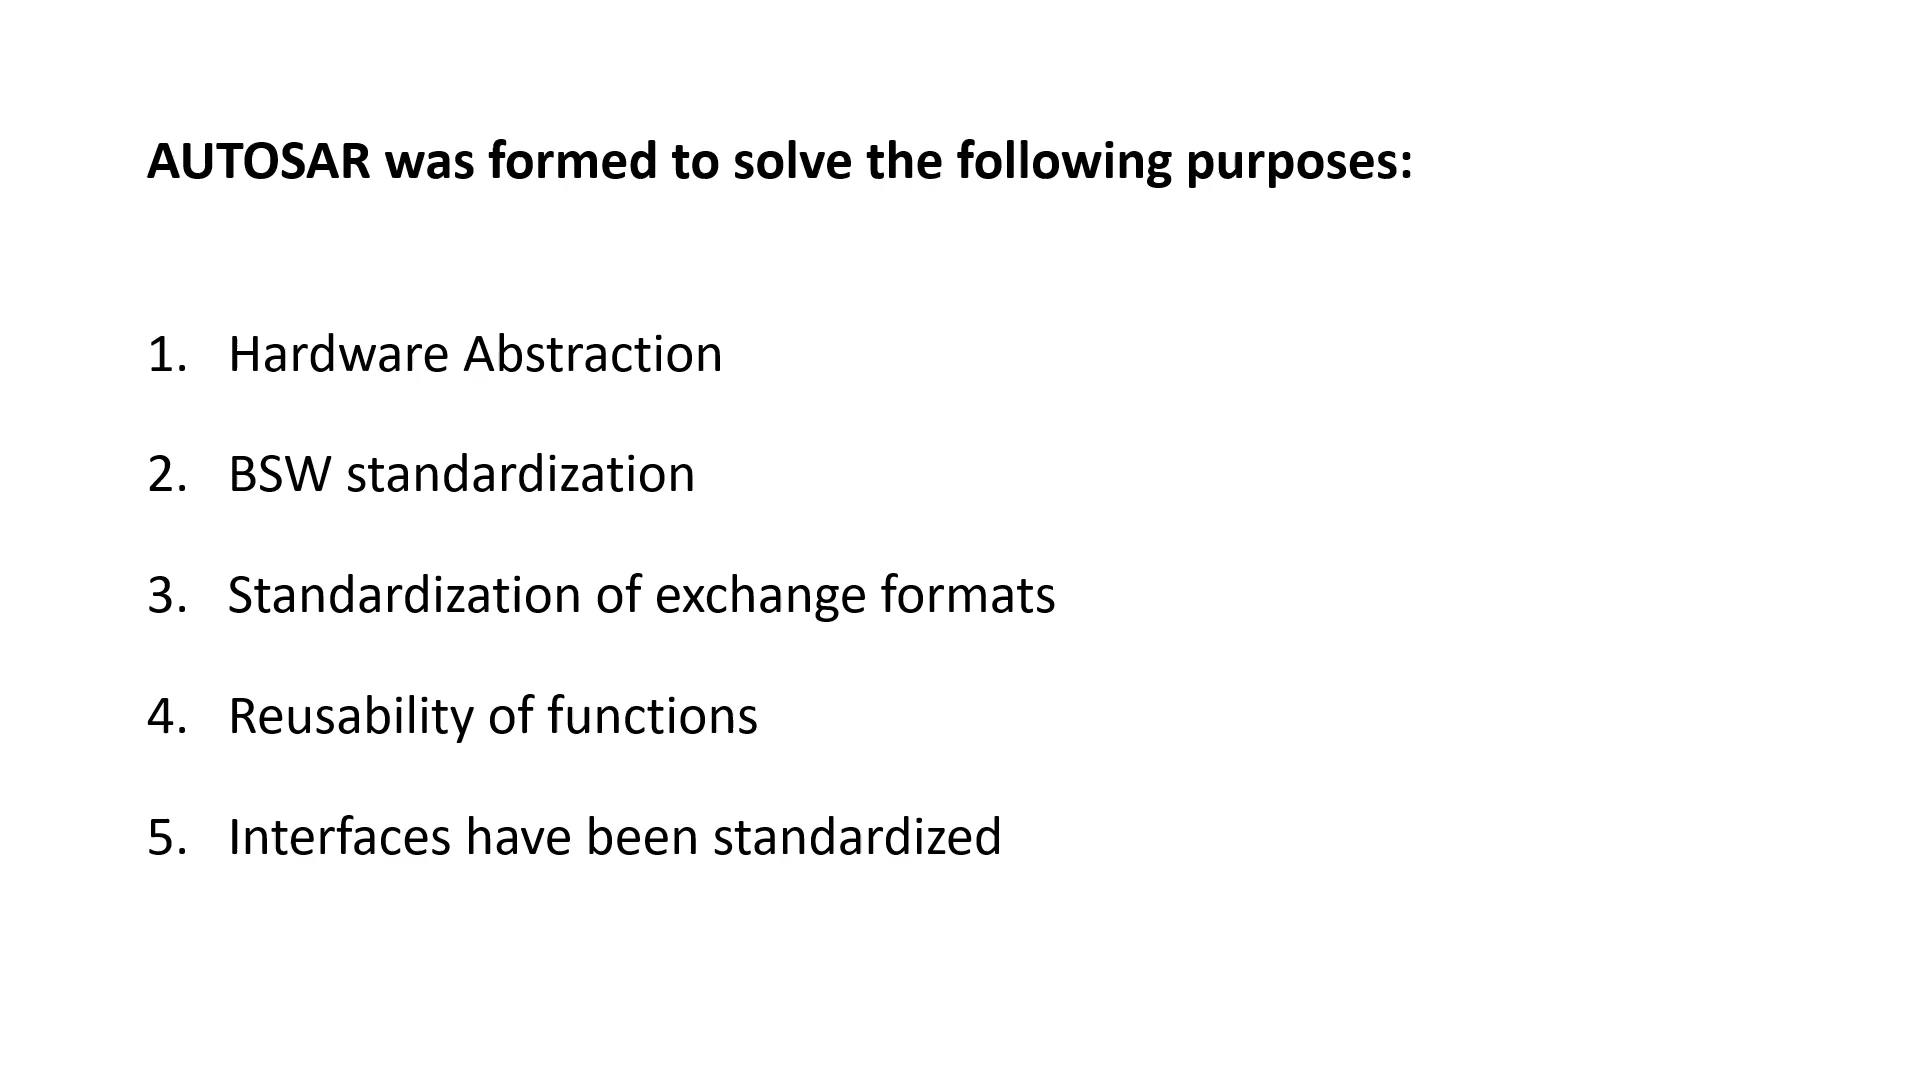 AUTOSAR was formed to solve the following purposes:
1. Hardware Abstraction
2. BSW standardization
3. Standardization of exchange formats
4. Reusability of functions
5. Interfaces have been standardized